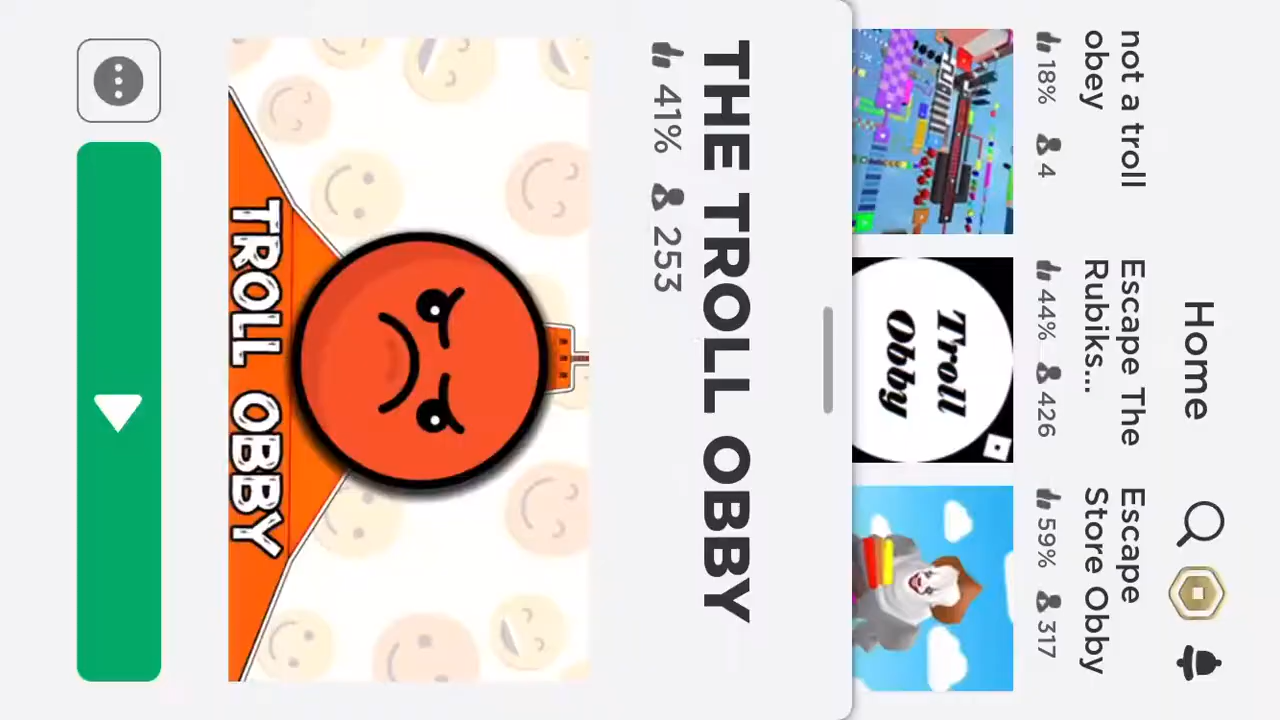 Home
not a troll
obey
18% 4
Escape The
Rubiks...
44% 426
Escape
Store Obby
59% 317
Troll
Obby
THE TROLL OBBY
41% 253
TROLL OBBY